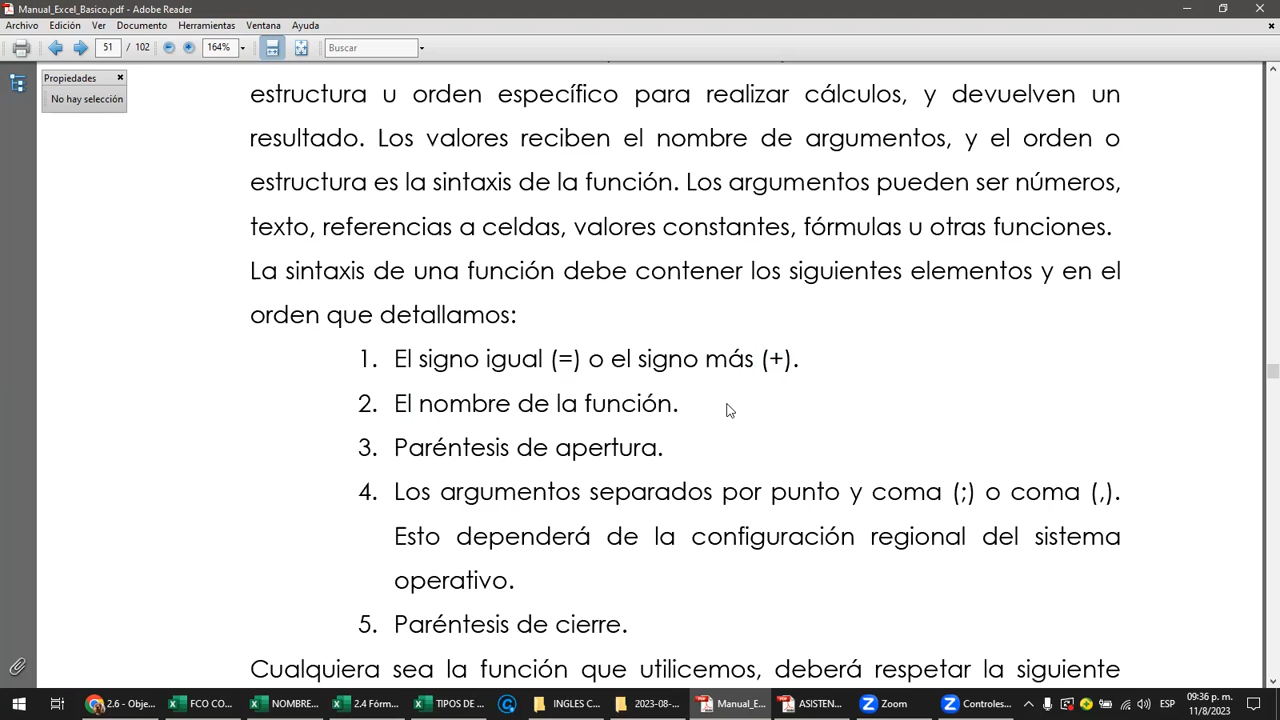 Manual_Excel_Basico.pdf - Adobe Reader
Archivo Edición Ver Documento Herramientas Ventana Ayuda
51 / 102 164% Buscar
Propiedades
No hay selección
estructura u orden específico para realizar cálculos, y devuelven un
resultado. Los valores reciben el nombre de argumentos, y el orden o
estructura es la sintaxis de la función. Los argumentos pueden ser números,
texto, referencias a celdas, valores constantes, fórmulas u otras funciones.
La sintaxis de una función debe contener los siguientes elementos y en el
orden que detallamos:
1. El signo igual (=) o el signo más (+).
2. El nombre de la función.
3. Paréntesis de apertura.
4. Los argumentos separados por punto y coma (;) o coma (,).
Esto dependerá de la configuración regional del sistema
operativo.
5. Paréntesis de cierre.
Cualquiera sea la función que utilicemos, deberá respetar la siguiente
2.6 - Obje... FCO CO... NOMBRE... 2.4 Fórm... TIPOS DE ... INGLES C... 2023-08-... Manual_E... ASISTEN... Zoom Controles... ESP 09:36 p. m.
11/8/2023